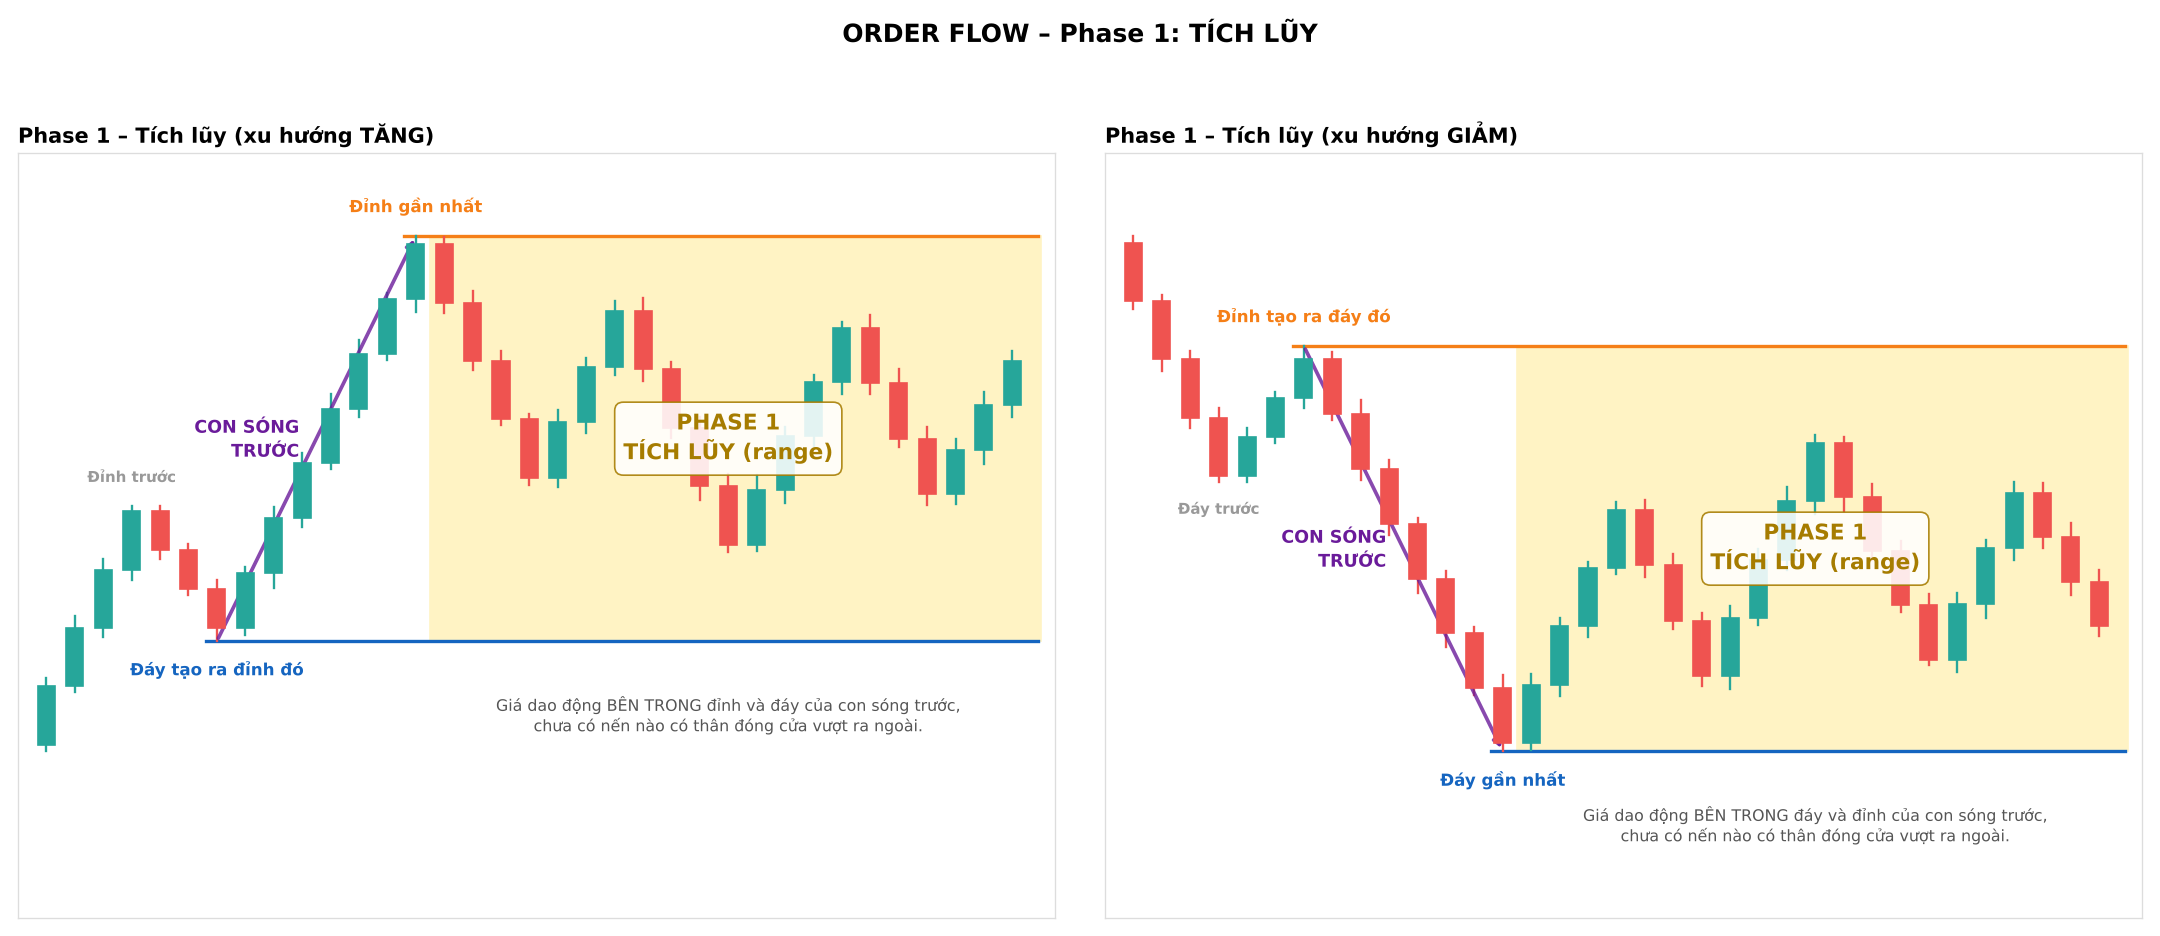 ORDER FLOW – Phase 1: TÍCH LŨY
Phase 1 – Tích lũy (xu hướng TĂNG)
Đỉnh gần nhất
CON SÓNG
TRƯỚC
Đỉnh trước
PHASE 1
TÍCH LŨY (range)
Đáy tạo ra đỉnh đó
Giá dao động BÊN TRONG đỉnh và đáy của con sóng trước,
chưa có nến nào có thân đóng cửa vượt ra ngoài.
Phase 1 – Tích lũy (xu hướng GIẢM)
Đỉnh tạo ra đáy đó
Đáy trước
CON SÓNG
TRƯỚC
PHASE 1
TÍCH LŨY (range)
Đáy gần nhất
Giá dao động BÊN TRONG đáy và đỉnh của con sóng trước,
chưa có nến nào có thân đóng cửa vượt ra ngoài.